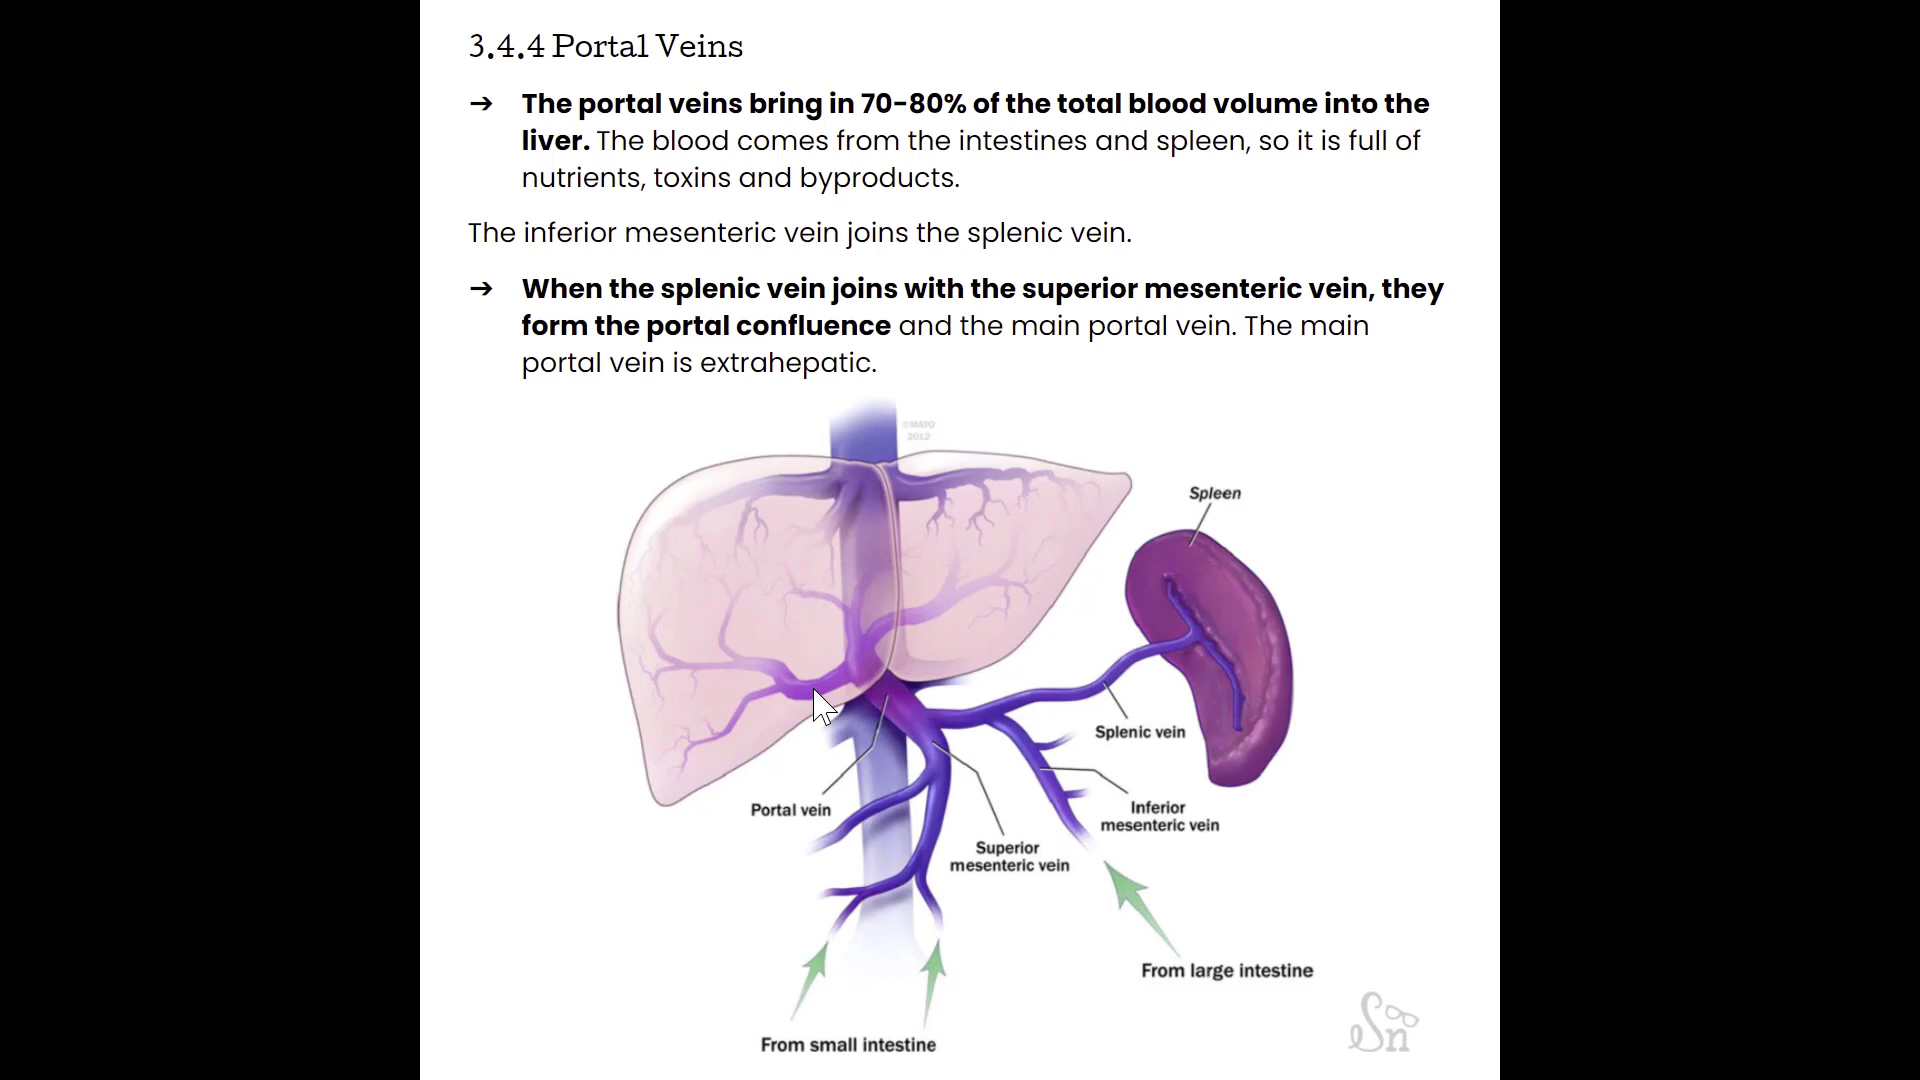 3.4.4 Portal Veins
➔ The portal veins bring in 70-80% of the total blood volume into the
liver. The blood comes from the intestines and spleen, so it is full of
nutrients, toxins and byproducts.
The inferior mesenteric vein joins the splenic vein.
➔ When the splenic vein joins with the superior mesenteric vein, they
form the portal confluence and the main portal vein. The main
portal vein is extrahepatic.
©MAYO
2012
Spleen
Splenic vein
Portal vein
Inferior
mesenteric vein
Superior
mesenteric vein
From large intestine
From small intestine
Sn